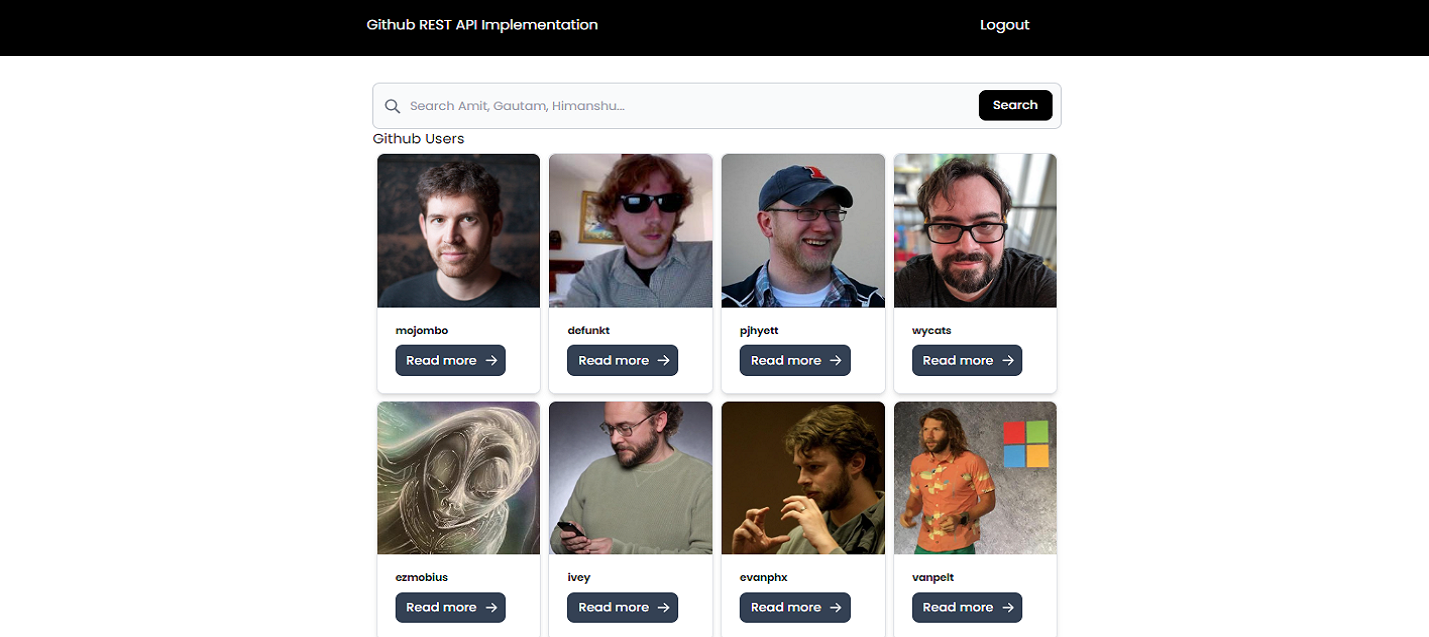 Github REST API Implementation Logout
Search Amit, Gautam, Himanshu... Search
Github Users
mojombo defunkt pjhyett wycats
Read more → Read more → Read more → Read more →
ezmobius ivey evanphx vanpelt
Read more → Read more → Read more → Read more →